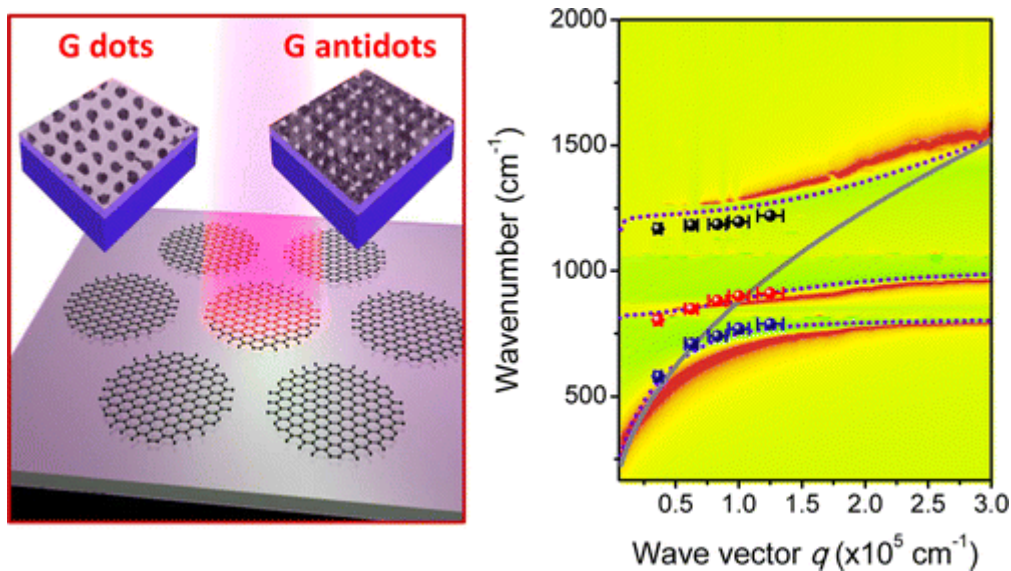 G dots
G antidots
Wavenumber (cm⁻¹)
2000
1500
1000
500
0.5 1.0 1.5 2.0 2.5 3.0
Wave vector q (x10⁵ cm⁻¹)